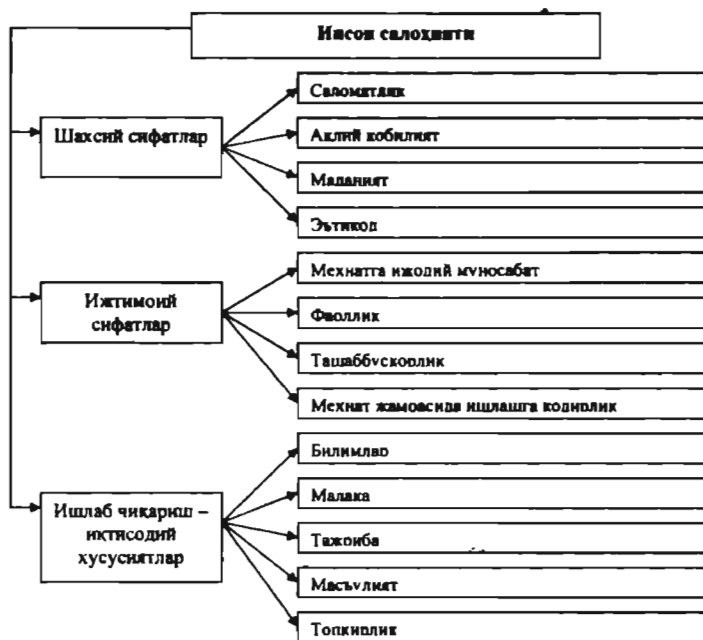 Инсон салоҳияти
Саломатлик
Шахсий сифатлар
Ақлий қобилият
Маданият
Эътиқод
Меҳнатга ижодий муносабат
Ижтимоий
сифатлар
Фаоллик
Ташаббускорлик
Меҳнат жамоасида ишлашга қодирлик
Билимлар
Ишлаб чиқариш –
иқтисодий
хусусиятлар
Малака
Тажриба
Масъулият
Топқирлик